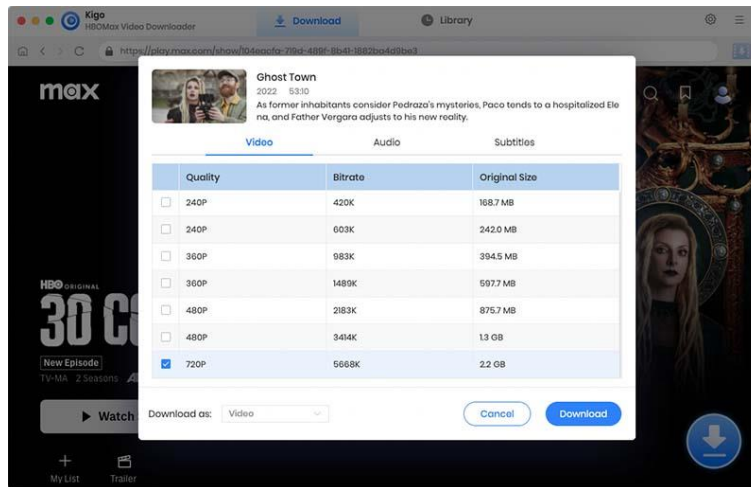 Kigo
HBOMax Video Downloader
Download
Library
https://play.max.com/show/104eacfa-719d-489f-8b41-1882ba4d9be3
max
Ghost Town
2022 53:10
As former inhabitants consider Pedraza's mysteries, Paco tends to a hospitalized Ele
na, and Father Vergara adjusts to his new reality.
Video Audio Subtitles
Quality Bitrate Original Size
240P 420K 168.7 MB
240P 603K 242.0 MB
360P 983K 394.5 MB
360P 1489K 597.7 MB
480P 2183K 875.7 MB
480P 3414K 1.3 GB
720P 5668K 2.2 GB
HBO ORIGINAL
30 C
New Episode
TV-MA 2 Seasons
Watch
Download as: Video
Cancel
Download
My List
Trailer